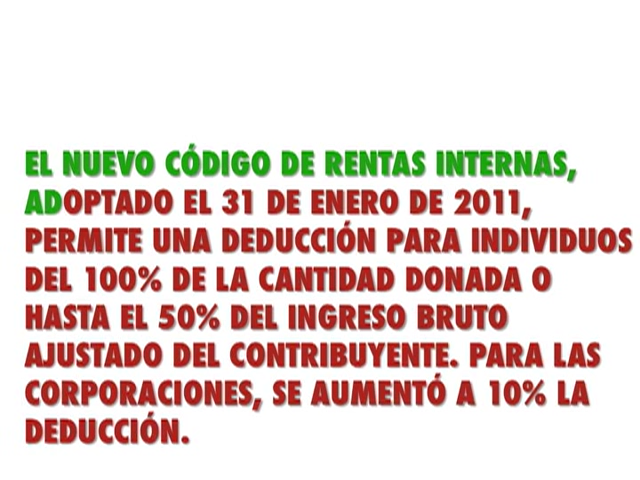 EL NUEVO CÓDIGO DE RENTAS INTERNAS,
ADOPTADO EL 31 DE ENERO DE 2011,
PERMITE UNA DEDUCCIÓN PARA INDIVIDUOS
DEL 100% DE LA CANTIDAD DONADA O
HASTA EL 50% DEL INGRESO BRUTO
AJUSTADO DEL CONTRIBUYENTE. PARA LAS
CORPORACIONES, SE AUMENTÓ A 10% LA
DEDUCCIÓN.